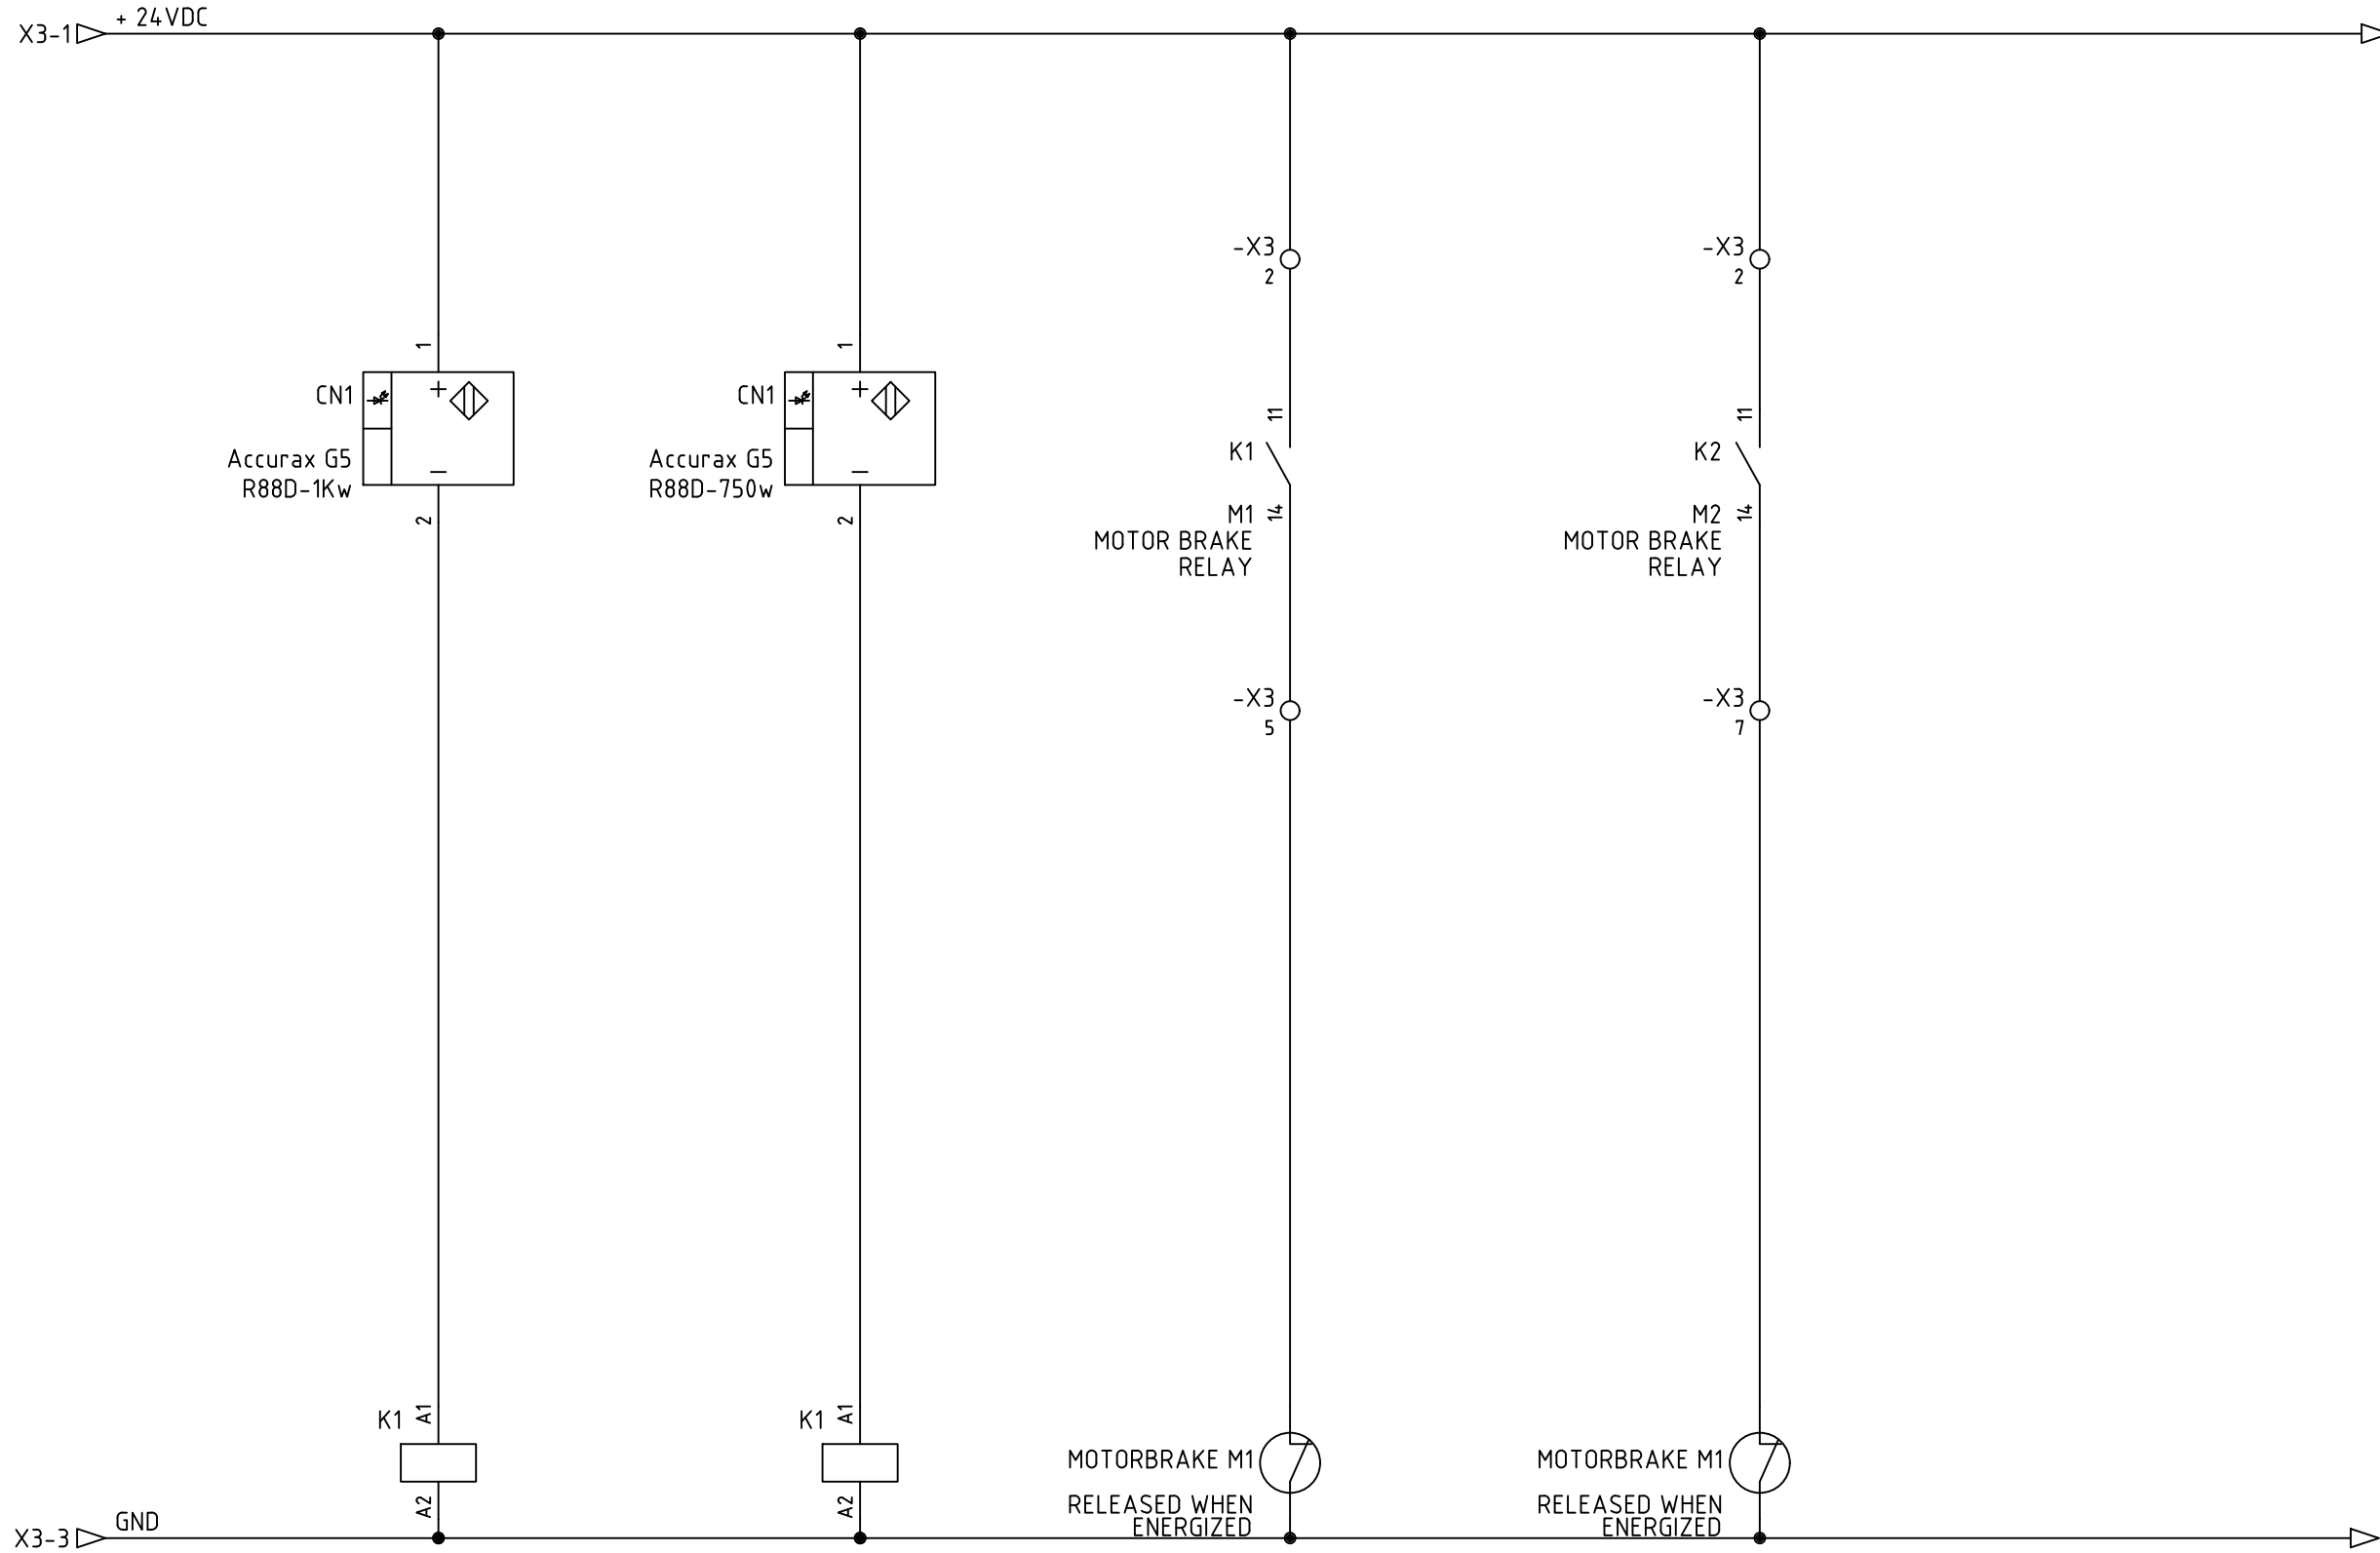 + 24VDC
X3-1
-X3
2
-X3
2
1
CN1
Accurax G5
R88D-1Kw
2
1
CN1
Accurax G5
R88D-750w
2
11
K1
M1
14
MOTOR BRAKE
RELAY
11
K2
M2
14
MOTOR BRAKE
RELAY
-X3
5
-X3
7
K1
A1
A2
K1
A1
A2
MOTORBRAKE M1
RELEASED WHEN
ENERGIZED
MOTORBRAKE M1
RELEASED WHEN
ENERGIZED
GND
X3-3